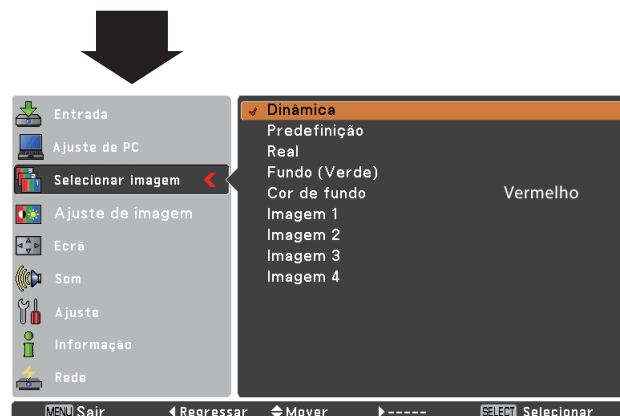 Entrada
Ajuste de PC
Selecionar imagem
Ajuste de imagem
Ecrã
Som
Ajuste
Informação
Rede
Dinâmica
Predefinição
Real
Fundo (Verde)
Cor de fundo Vermelho
Imagem 1
Imagem 2
Imagem 3
Imagem 4
MENU Sair Regressar Mover ----- SELECT Selecionar